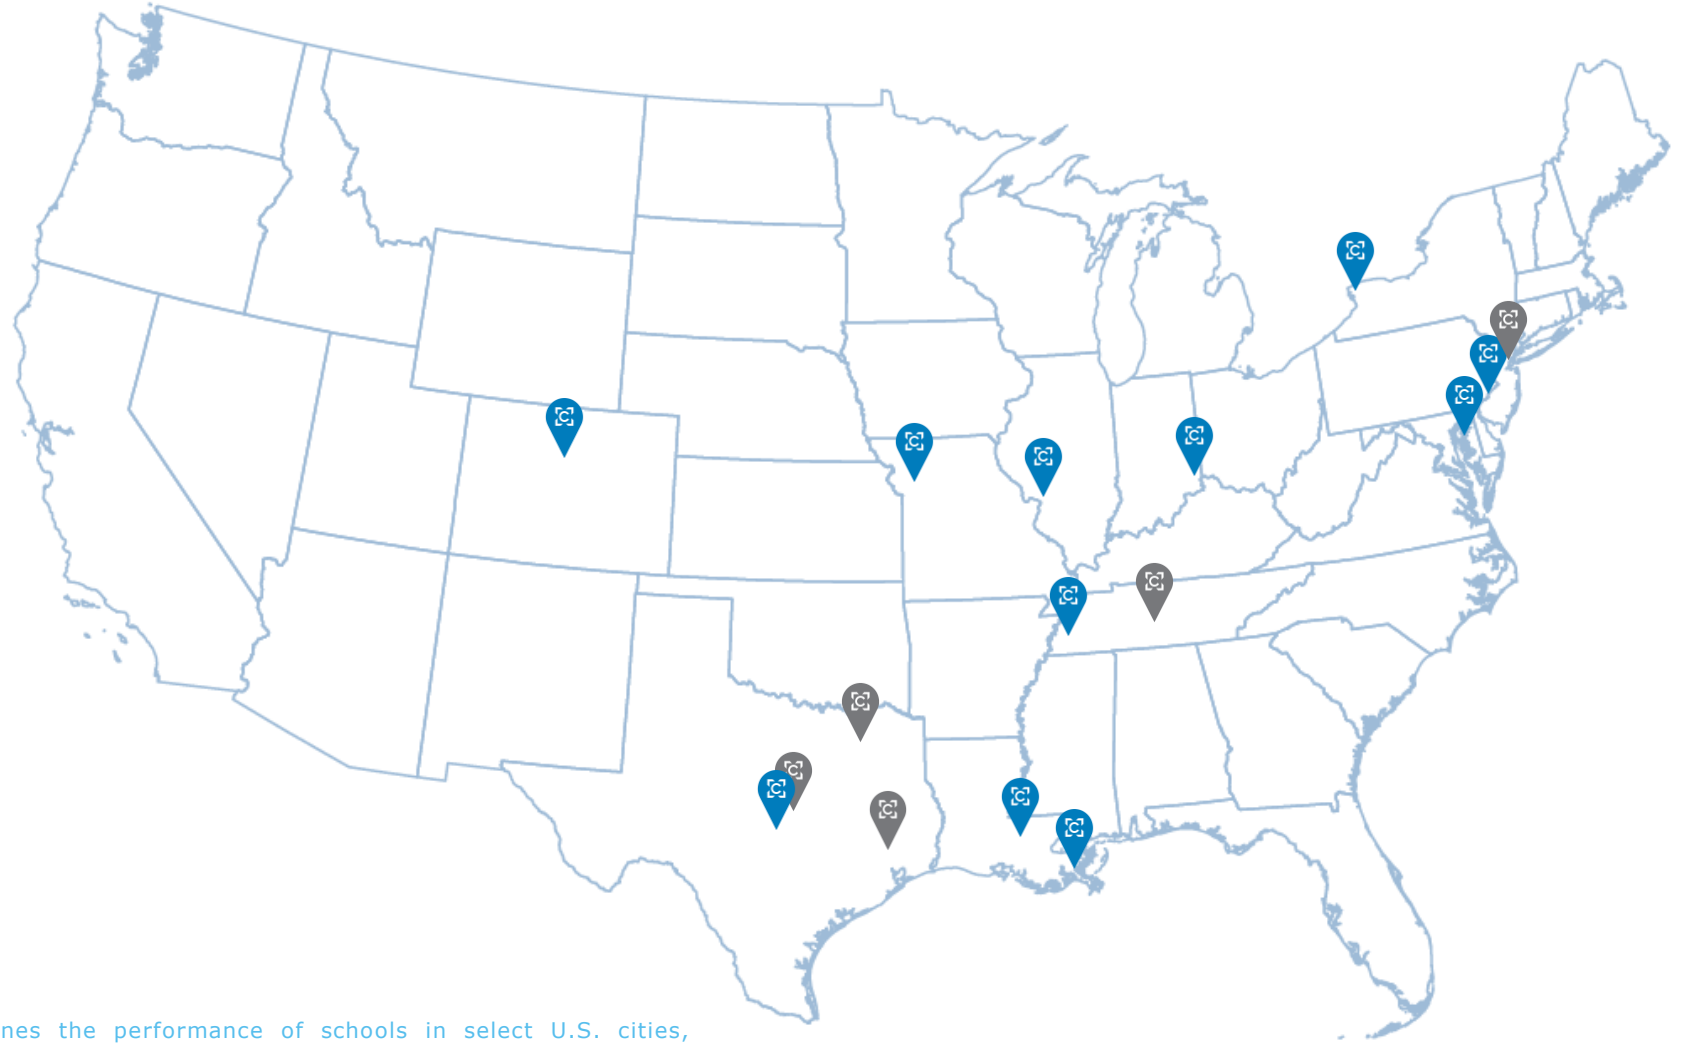 nes the performance of schools in select U.S. cities,